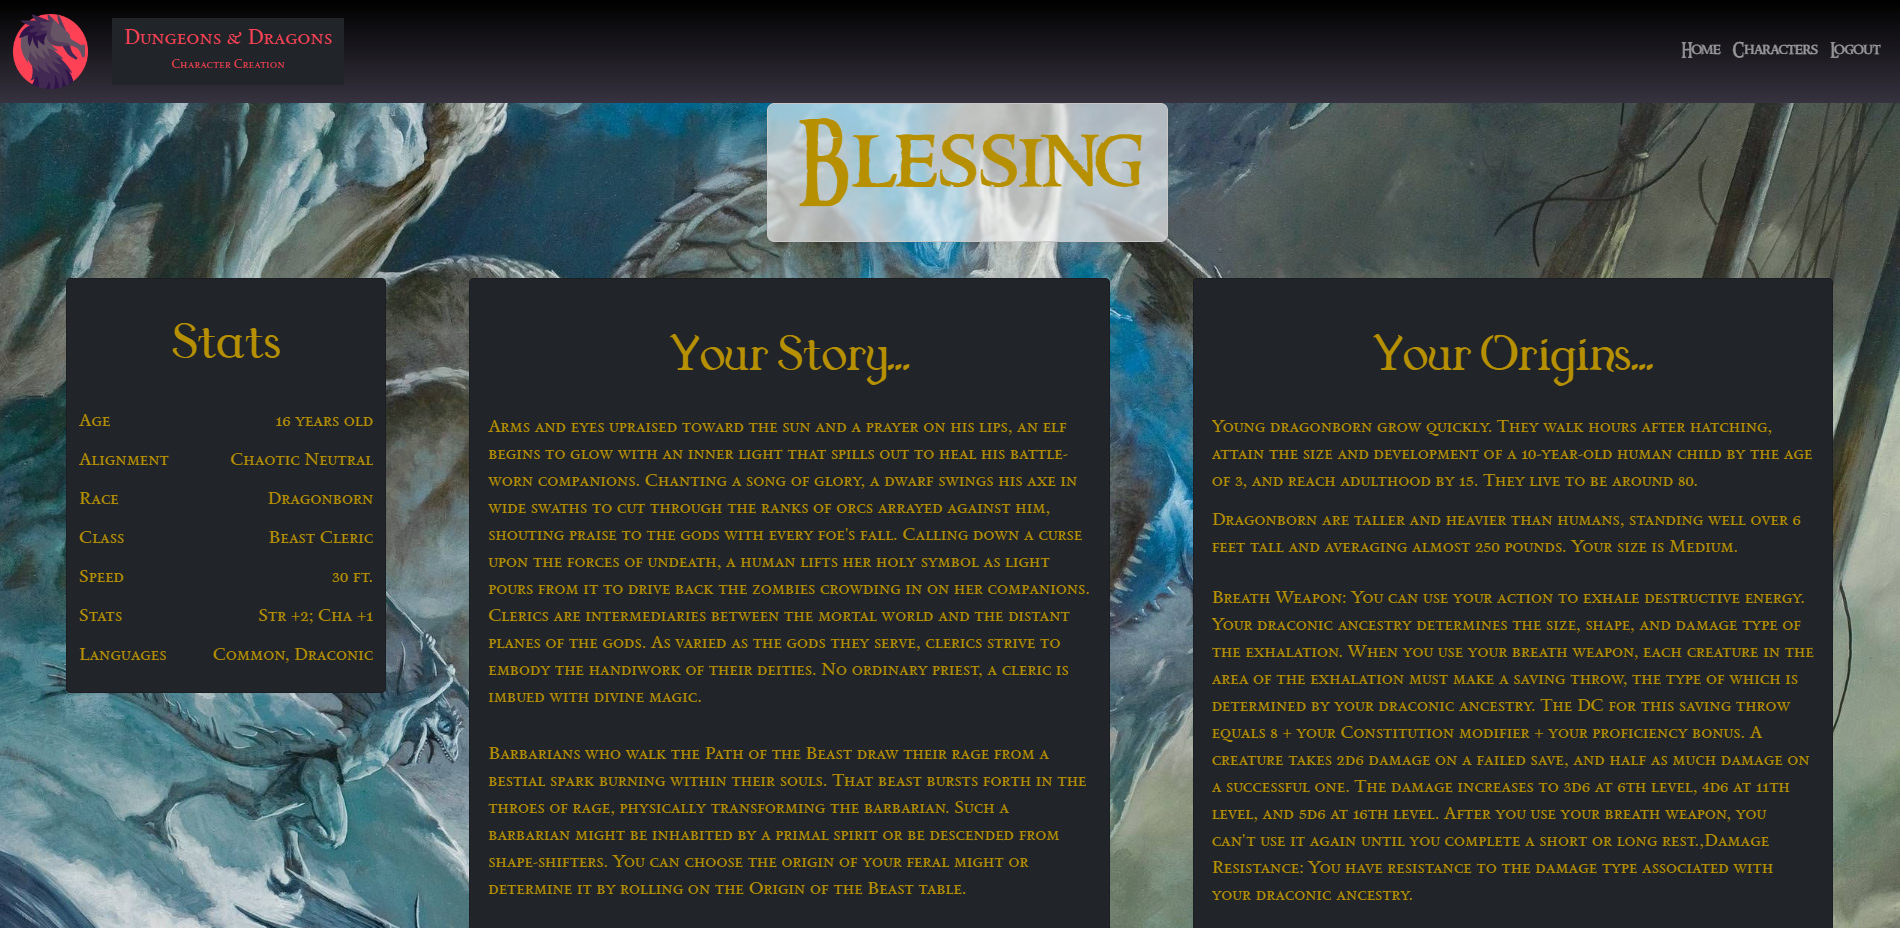 Dungeons & Dragons
Character Creation
Home Characters Logout
Blessing
Stats
Age 16 years old
Alignment Chaotic Neutral
Race Dragonborn
Class Beast Cleric
Speed 30 ft.
Stats Str +2; Cha +1
Languages Common, Draconic
Your Story...
Arms and eyes upraised toward the sun and a prayer on his lips, an elf
begins to glow with an inner light that spills out to heal his battle-
worn companions. Chanting a song of glory, a dwarf swings his axe in
wide swaths to cut through the ranks of orcs arrayed against him,
shouting praise to the gods with every foe's fall. Calling down a curse
upon the forces of undeath, a human lifts her holy symbol as light
pours from it to drive back the zombies crowding in on her companions.
Clerics are intermediaries between the mortal world and the distant
planes of the gods. As varied as the gods they serve, clerics strive to
embody the handiwork of their deities. No ordinary priest, a cleric is
imbued with divine magic.
Barbarians who walk the Path of the Beast draw their rage from a
bestial spark burning within their souls. That beast bursts forth in the
throes of rage, physically transforming the barbarian. Such a
barbarian might be inhabited by a primal spirit or be descended from
shape-shifters. You can choose the origin of your feral might or
determine it by rolling on the Origin of the Beast table.
Your Origins...
Young dragonborn grow quickly. They walk hours after hatching,
attain the size and development of a 10-year-old human child by the age
of 3, and reach adulthood by 15. They live to be around 80.
Dragonborn are taller and heavier than humans, standing well over 6
feet tall and averaging almost 250 pounds. Your size is Medium.
Breath Weapon: You can use your action to exhale destructive energy.
Your draconic ancestry determines the size, shape, and damage type of
the exhalation. When you use your breath weapon, each creature in the
area of the exhalation must make a saving throw, the type of which is
determined by your draconic ancestry. The DC for this saving throw
equals 8 + your Constitution modifier + your proficiency bonus. A
creature takes 2d6 damage on a failed save, and half as much damage on
a successful one. The damage increases to 3d6 at 6th level, 4d6 at 11th
level, and 5d6 at 16th level. After you use your breath weapon, you
can't use it again until you complete a short or long rest.,Damage
Resistance: You have resistance to the damage type associated with
your draconic ancestry.